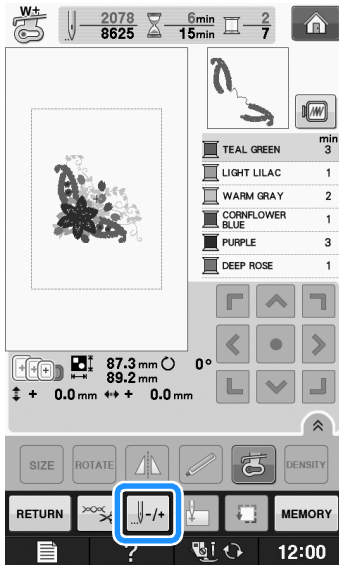 W+
2078 6min 2
8625 15min 7
min
TEAL GREEN 3
LIGHT LILAC 1
WARM GRAY 2
CORNFLOWER
BLUE 1
PURPLE 3
DEEP ROSE 1
87.3 mm 0°
89.2 mm
+ 0.0 mm + 0.0 mm
SIZE ROTATE DENSITY
RETURN -/+ MEMORY
? 12:00